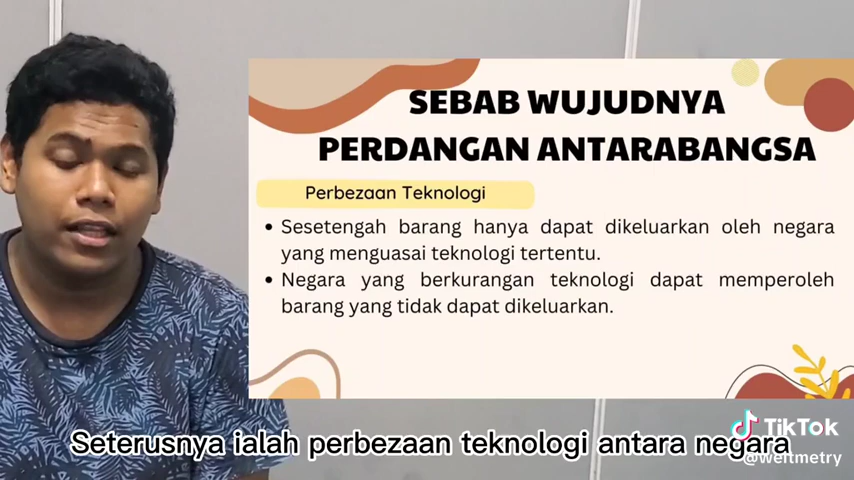 SEBAB WUJUDNYA
PERDANGAN ANTARABANGSA
Perbezaan Teknologi
• Sesetengah barang hanya dapat dikeluarkan oleh negara
yang menguasai teknologi tertentu.
• Negara yang berkurangan teknologi dapat memperoleh
barang yang tidak dapat dikeluarkan.
Seterusnya ialah perbezaan teknologi antara negara
TikTok
@weltmetry